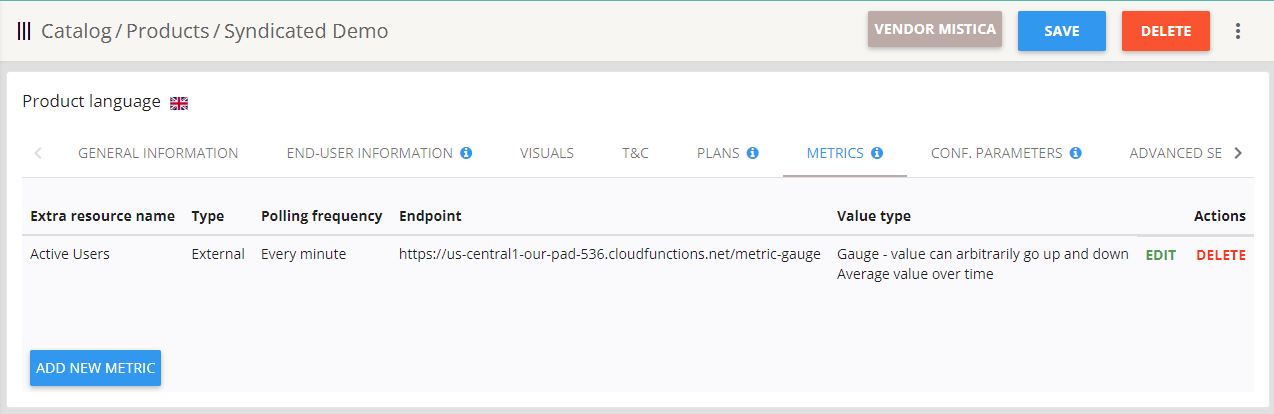 Catalog / Products / Syndicated Demo
VENDOR MISTICA
SAVE
DELETE
Product language
GENERAL INFORMATION
END-USER INFORMATION
VISUALS
T&C
PLANS
METRICS
CONF. PARAMETERS
ADVANCED SE
Extra resource name Type Polling frequency Endpoint Value type Actions
Active Users External Every minute https://us-central1-our-pad-536.cloudfunctions.net/metric-gauge Gauge - value can arbitrarily go up and down EDIT DELETE
Average value over time
ADD NEW METRIC